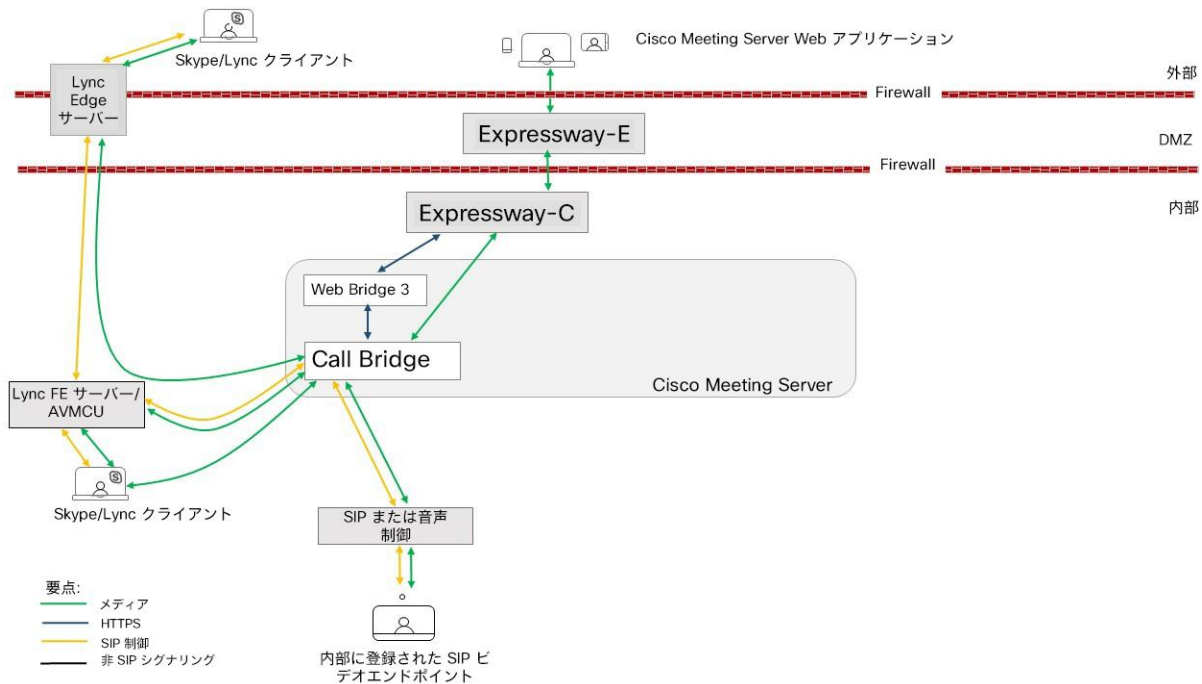 Skype/Lync クライアント
Cisco Meeting Server Web アプリケーション
外部
Lync
Edge
サーバー
Firewall
Expressway-E
DMZ
Firewall
Expressway-C
内部
Web Bridge 3
Call Bridge
Cisco Meeting Server
Lync FE サーバー/
AVMCU
Skype/Lync クライアント
SIP または音声
制御
要点:
メディア
HTTPS
SIP 制御
非 SIP シグナリング
内部に登録された SIP ビ
デオエンドポイント